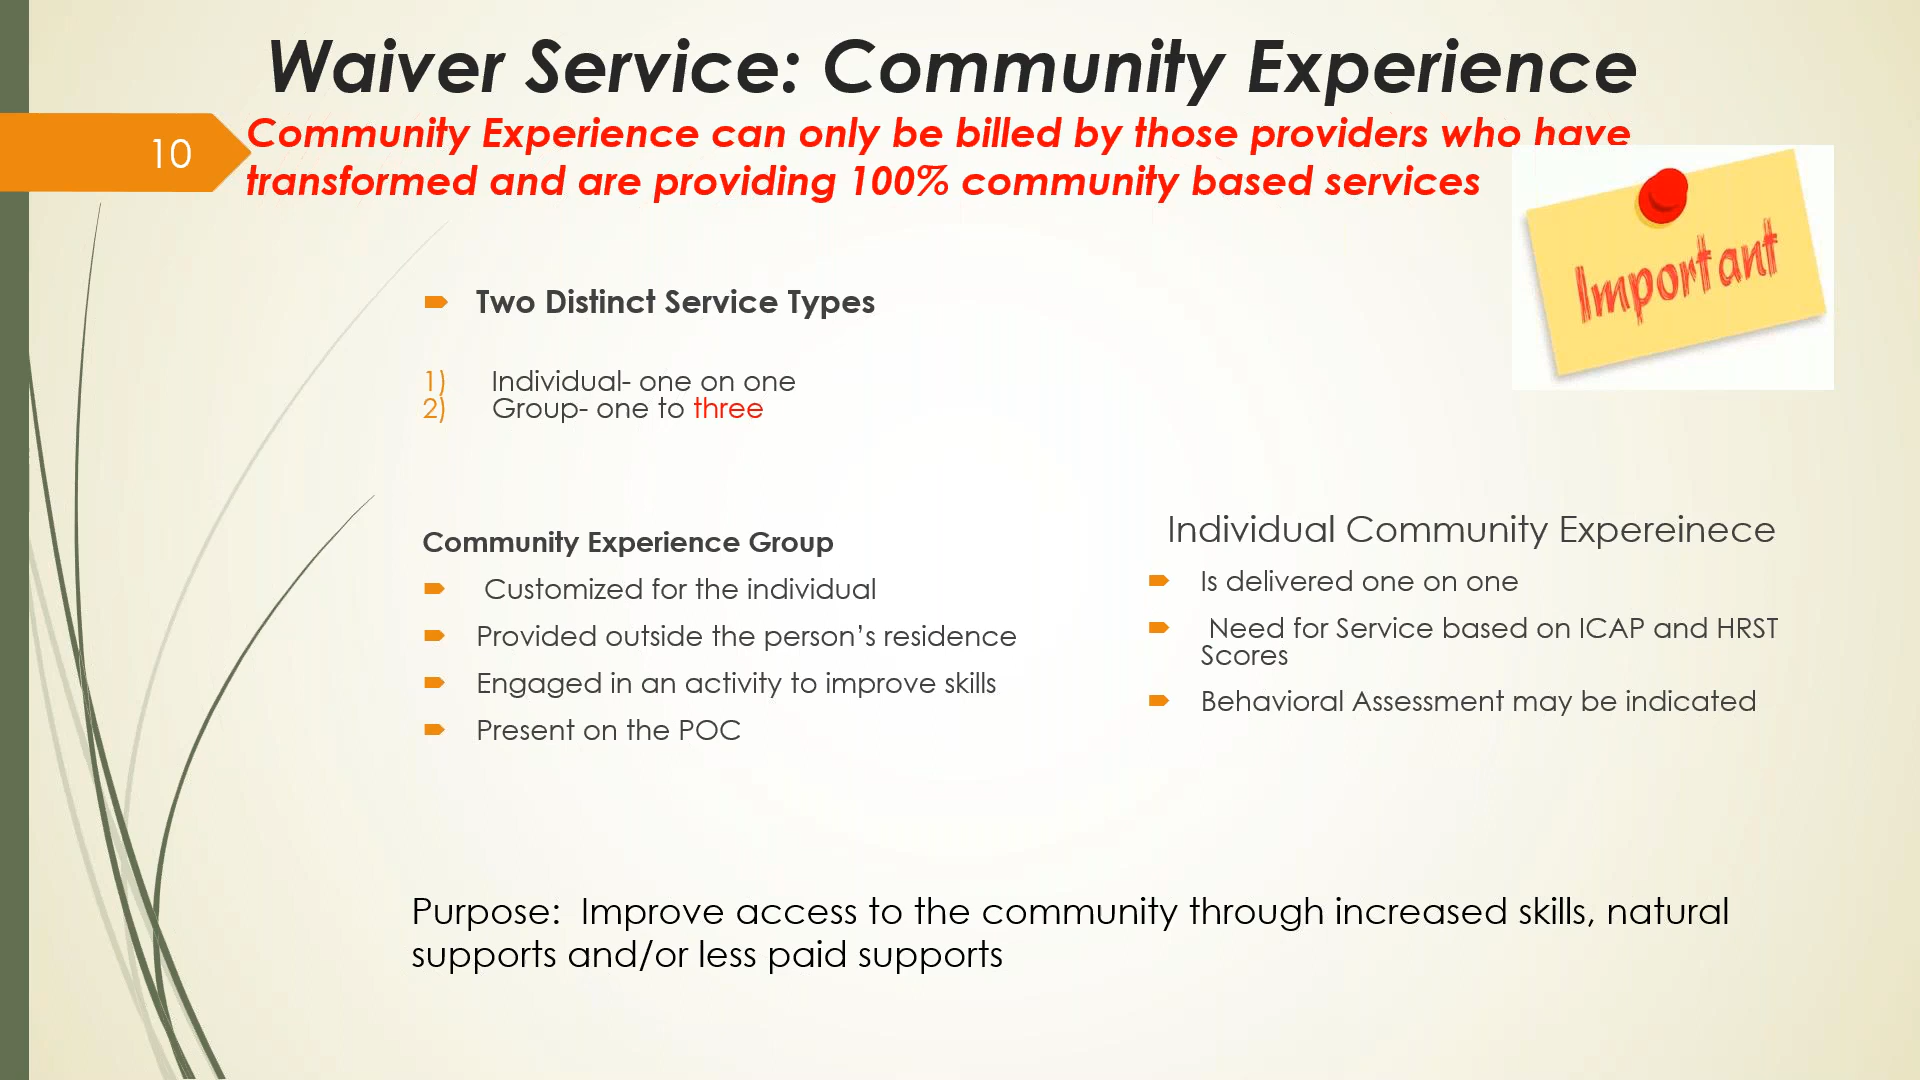 Waiver Service: Community Experience
Community Experience can only be billed by those providers who have
transformed and are providing 100% community based services
10
Important
Two Distinct Service Types
1) Individual- one on one
2) Group- one to three
Community Experience Group
Customized for the individual
Provided outside the person’s residence
Engaged in an activity to improve skills
Present on the POC
Individual Community Expereinece
Is delivered one on one
Need for Service based on ICAP and HRST
Scores
Behavioral Assessment may be indicated
Purpose: Improve access to the community through increased skills, natural
supports and/or less paid supports